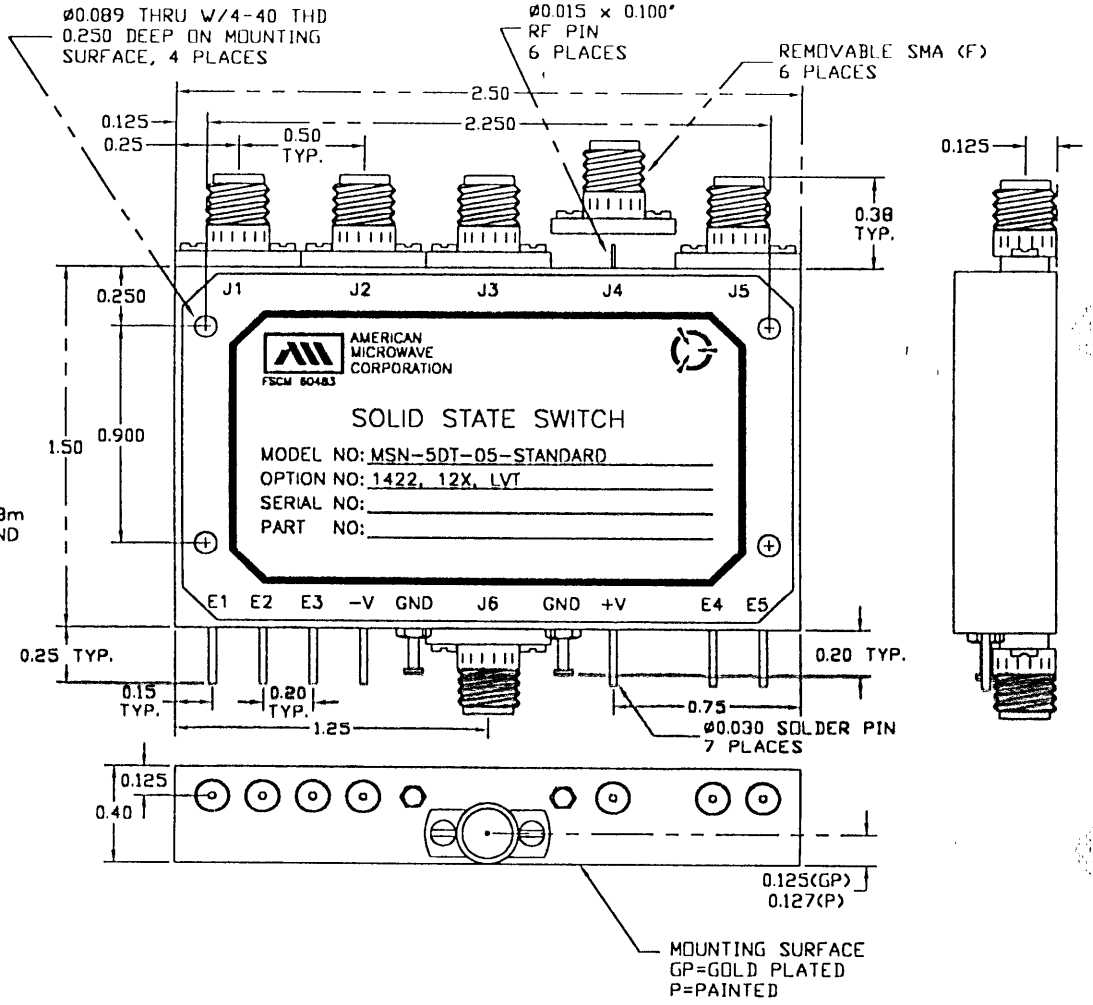 Ø0.089 THRU W/4-40 THD
0.250 DEEP ON MOUNTING
SURFACE, 4 PLACES
Ø0.015 x 0.100"
RF PIN
6 PLACES
REMOVABLE SMA (F)
6 PLACES
2.50
0.125
2.250
0.25
0.50
TYP.
0.125
0.38
TYP.
0.250
J1 J2 J3 J4 J5
AMERICAN
MICROWAVE
CORPORATION
FSCM 60483
SOLID STATE SWITCH
1.50
0.900
MODEL NO: MSN-5DT-05-STANDARD
OPTION NO: 1422, 12X, LVT
SERIAL NO:
PART NO:
E1 E2 E3 -V GND J6 GND +V E4 E5
0.25 TYP.
0.20 TYP.
0.15
TYP.
0.20
TYP.
1.25
0.75
Ø0.030 SOLDER PIN
7 PLACES
0.125
0.40
0.125(GP)
0.127(P)
MOUNTING SURFACE
GP=GOLD PLATED
P=PAINTED